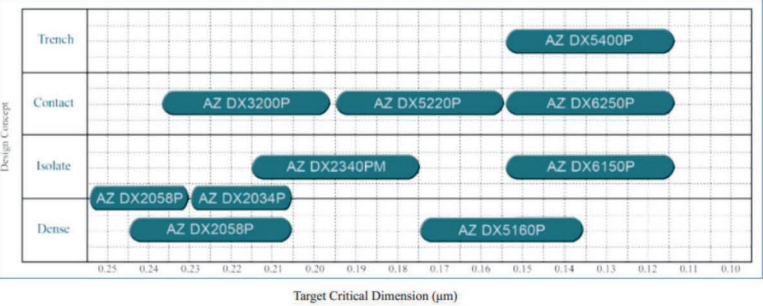 Design Concept
Trench
AZ DX5400P
Contact
AZ DX3200P
AZ DX5220P
AZ DX6250P
Isolate
AZ DX2340PM
AZ DX6150P
AZ DX2058P
AZ DX2034P
Dense
AZ DX2058P
AZ DX5160P
0.25 0.24 0.23 0.22 0.21 0.20 0.19 0.18 0.17 0.16 0.15 0.14 0.13 0.12 0.11 0.10
Target Critical Dimension (μm)